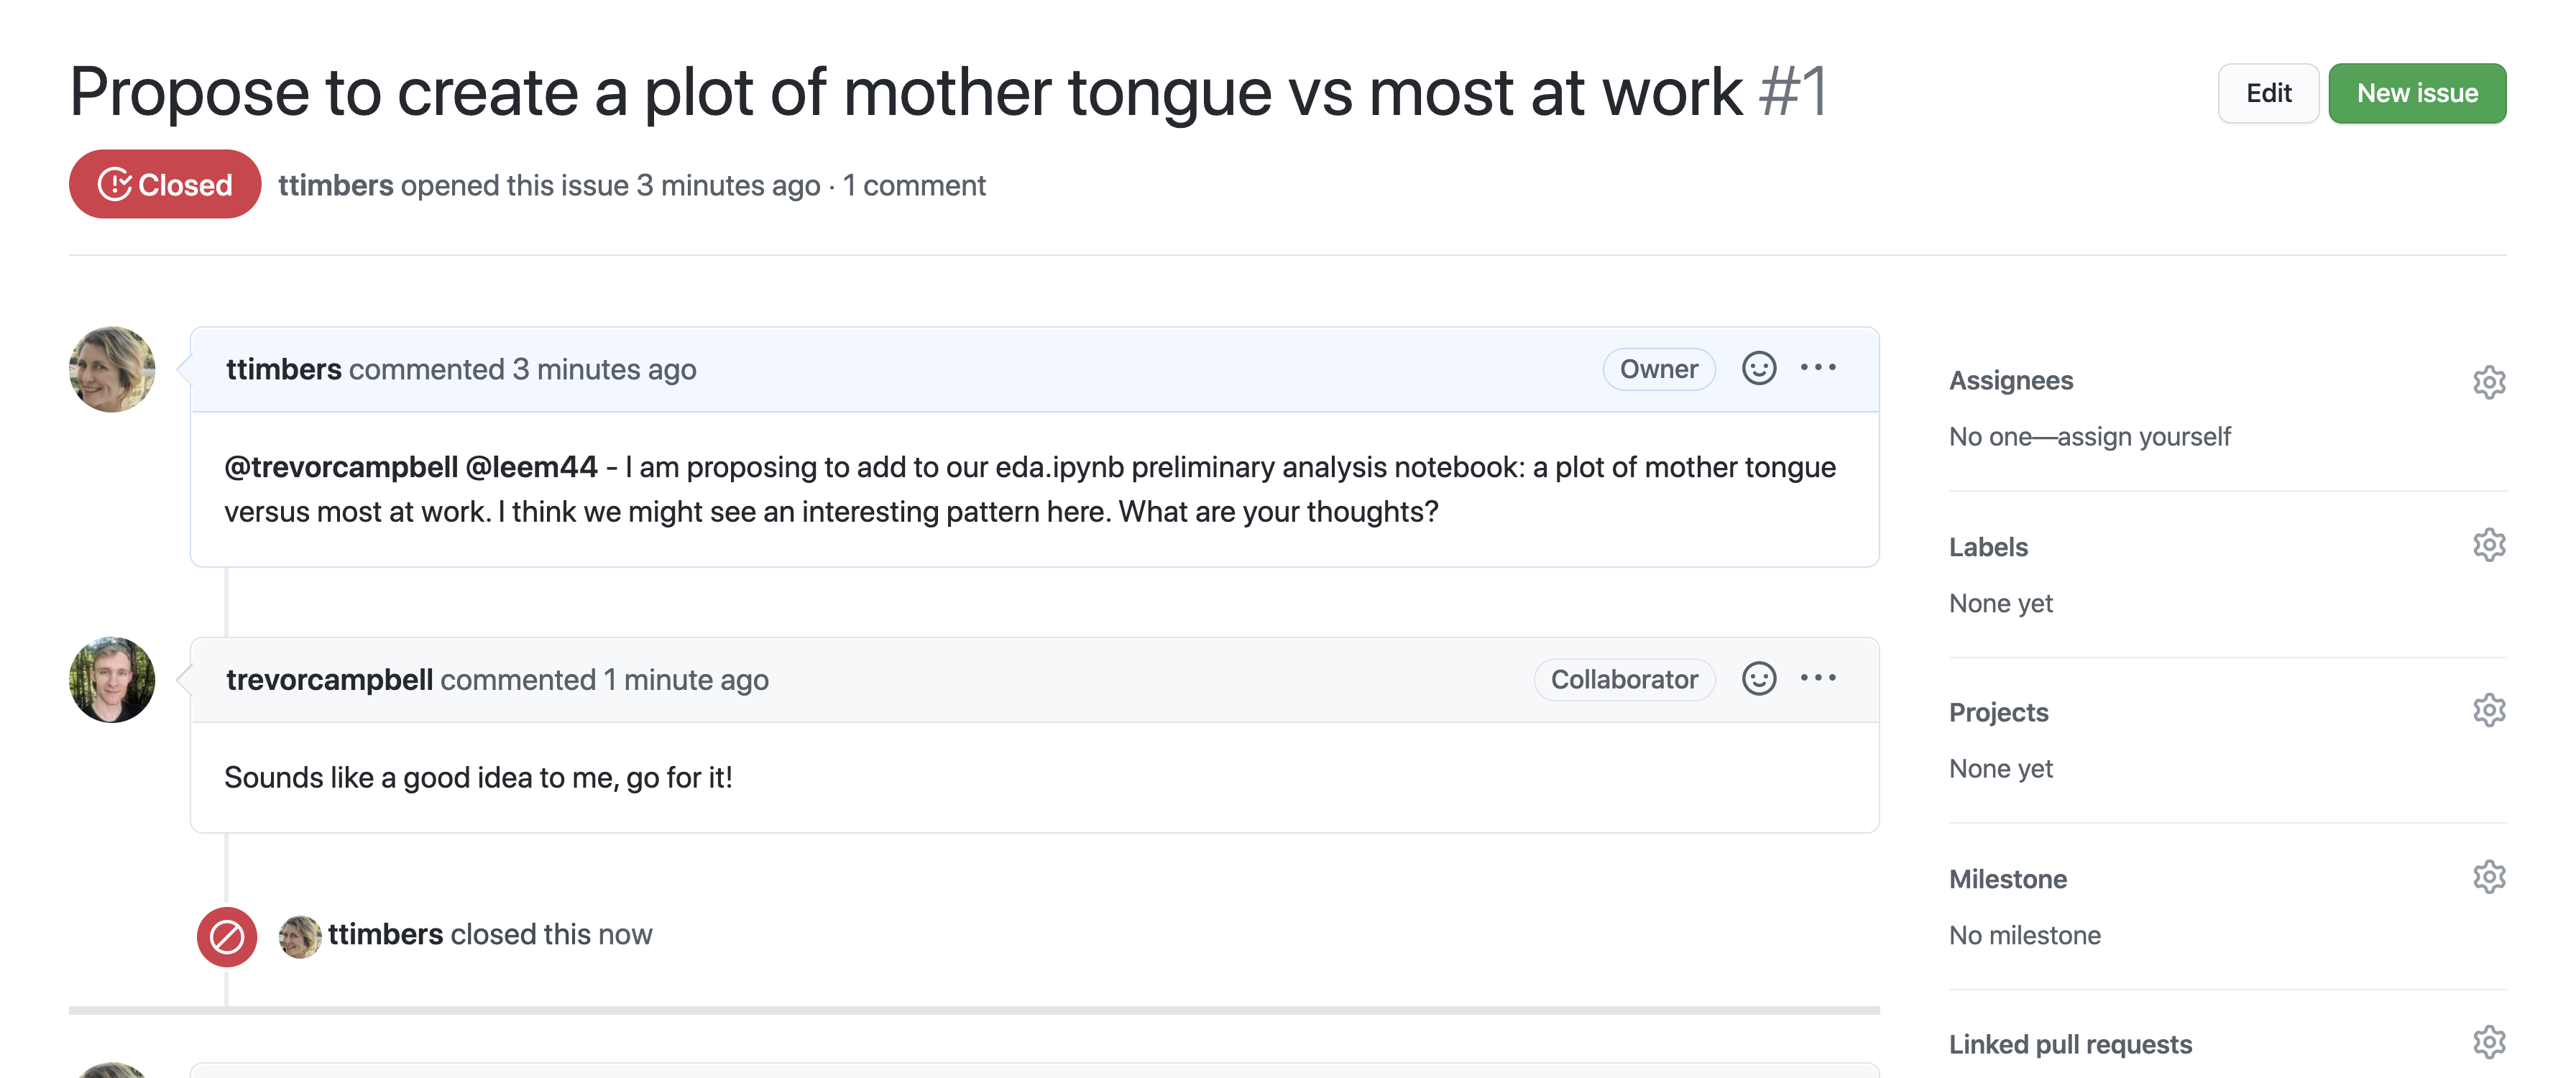 Propose to create a plot of mother tongue vs most at work #1
Edit
New issue
Closed
ttimbers opened this issue 3 minutes ago · 1 comment
ttimbers commented 3 minutes ago
Owner
@trevorcampbell @leem44 - I am proposing to add to our eda.ipynb preliminary analysis notebook: a plot of mother tongue
versus most at work. I think we might see an interesting pattern here. What are your thoughts?
trevorcampbell commented 1 minute ago
Collaborator
Sounds like a good idea to me, go for it!
ttimbers closed this now
Assignees
No one—assign yourself
Labels
None yet
Projects
None yet
Milestone
No milestone
Linked pull requests